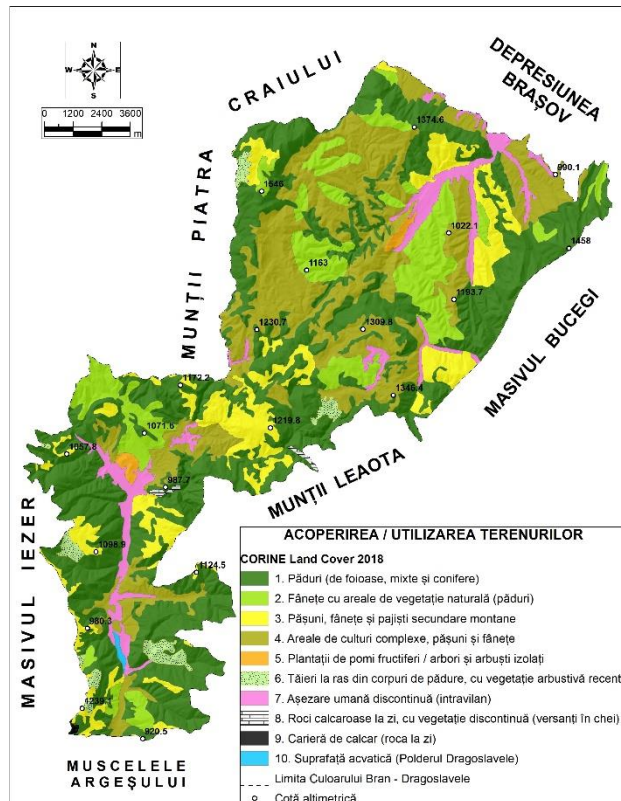 N
W E
S
0 1200 2400 3600
m
DEPRESIUNEA
BRAȘOV
MUNȚII PIATRA CRAIULUI
MASIVUL BUCEGI
MUNȚII LEAOTA
MASIVUL IEZER
MUSCELELE
ARGEȘULUI
1374.6
990.1
1546
1022.1
1458
1163
1193.7
1230.7
1309.8
1172.2
1346.4
1219.8
1071.6
1057.8
987.7
1098.9
1124.5
980.3
4239.1
920.5
ACOPERIREA / UTILIZAREA TERENURILOR
CORINE Land Cover 2018
1. Păduri (de foioase, mixte și conifere)
2. Fânețe cu areale de vegetație naturală (păduri)
3. Pășuni, fânețe și pajiști secundare montane
4. Areale de culturi complexe, pășuni și fânețe
5. Plantații de pomi fructiferi / arbori și arbuști izolați
6. Tăieri la ras din corpuri de pădure, cu vegetație arbustivă recent
7. Așezare umană discontinuă (intravilan)
8. Roci calcaroase la zi, cu vegetație discontinuă (versanți în chei)
9. Carieră de calcar (roca la zi)
10. Suprafață acvatică (Polderul Dragoslavele)
Limita Culoarului Bran - Dragoslavele
Cotă altimetrică